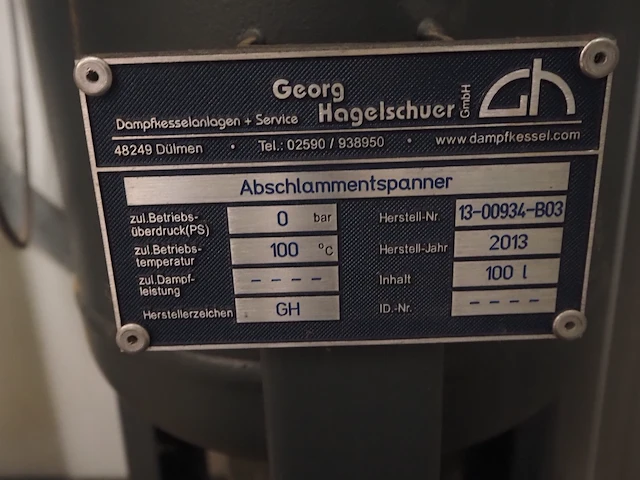 Georg
Hagelschuer GmbH Gh
Dampfkesselanlagen + Service
48249 Dülmen • Tel.: 02590 / 938950 • www.dampfkessel.com
Abschlammentspanner
zul.Betriebs-
überdruck(PS) 0 bar
Herstell-Nr. 13-00934-B03
zul.Betriebs-
temperatur 100 °C
Herstell-Jahr 2013
zul.Dampf-
leistung - - - -
Inhalt 100 l
Herstellerzeichen GH
ID.-Nr. - - - -